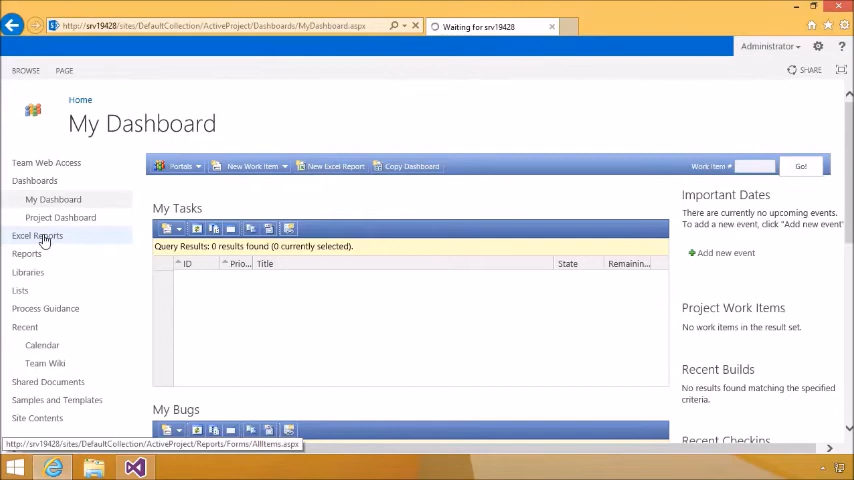 http://srv19428/sites/DefaultCollection/ActiveProject/Dashboards/MyDashboard.aspx
Waiting for srv19428
Administrator
BROWSE PAGE
SHARE
Home
My Dashboard
Team Web Access
Dashboards
My Dashboard
Project Dashboard
Excel Reports
Reports
Libraries
Lists
Process Guidance
Recent
Calendar
Team Wiki
Shared Documents
Samples and Templates
Site Contents
Portals New Work Item New Excel Report Copy Dashboard Work Item # Go!
My Tasks
Query Results: 0 results found (0 currently selected).
ID Prio... Title State Remainin...
My Bugs
Important Dates
There are currently no upcoming events.
To add a new event, click "Add new event"
Add new event
Project Work Items
No work items in the result set.
Recent Builds
No results found matching the specified
criteria.
Recent Checkins
http://srv19428/sites/DefaultCollection/ActiveProject/Reports/Forms/AllItems.aspx